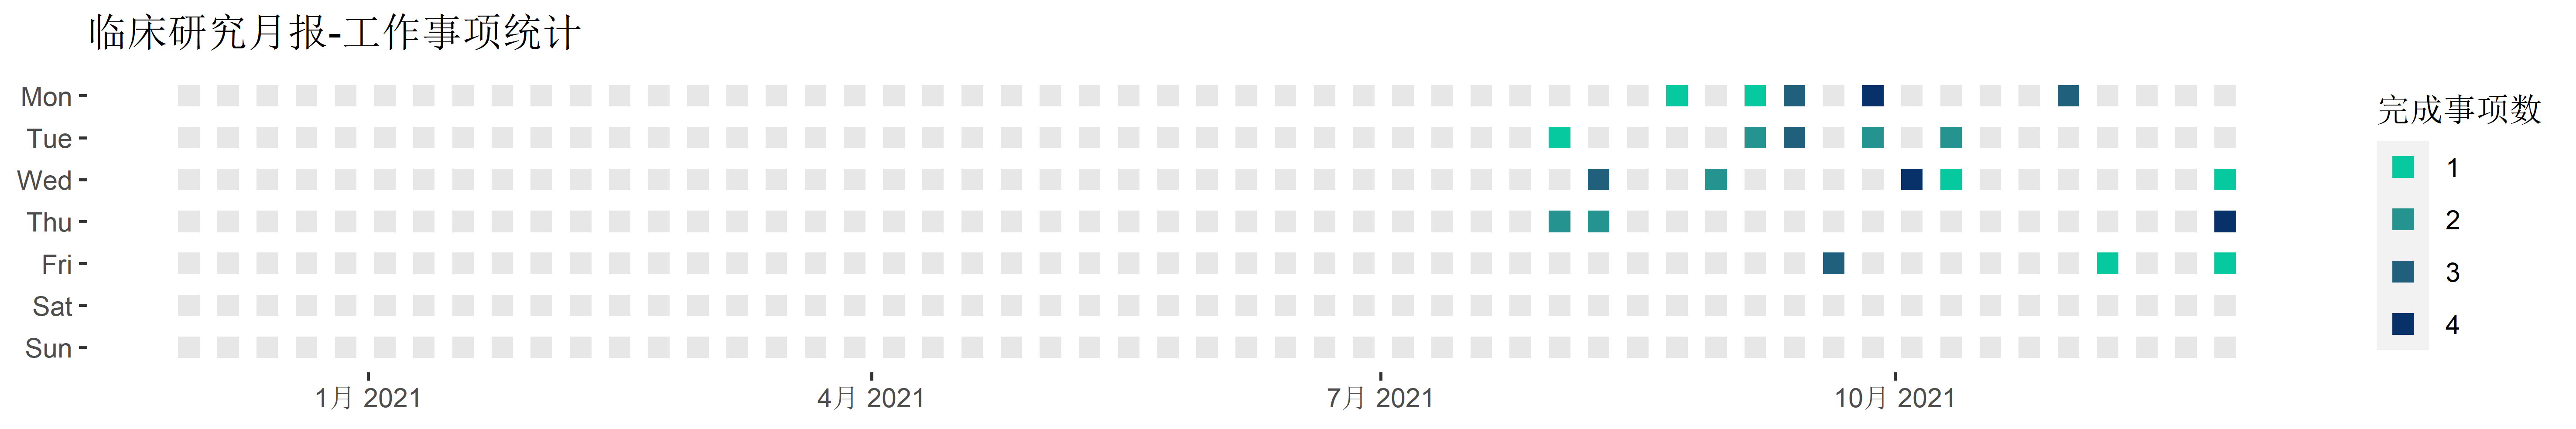 临床研究月报-工作事项统计
Mon
Tue
Wed
Thu
Fri
Sat
Sun
1月 2021
4月 2021
7月 2021
10月 2021
完成事项数
1
2
3
4